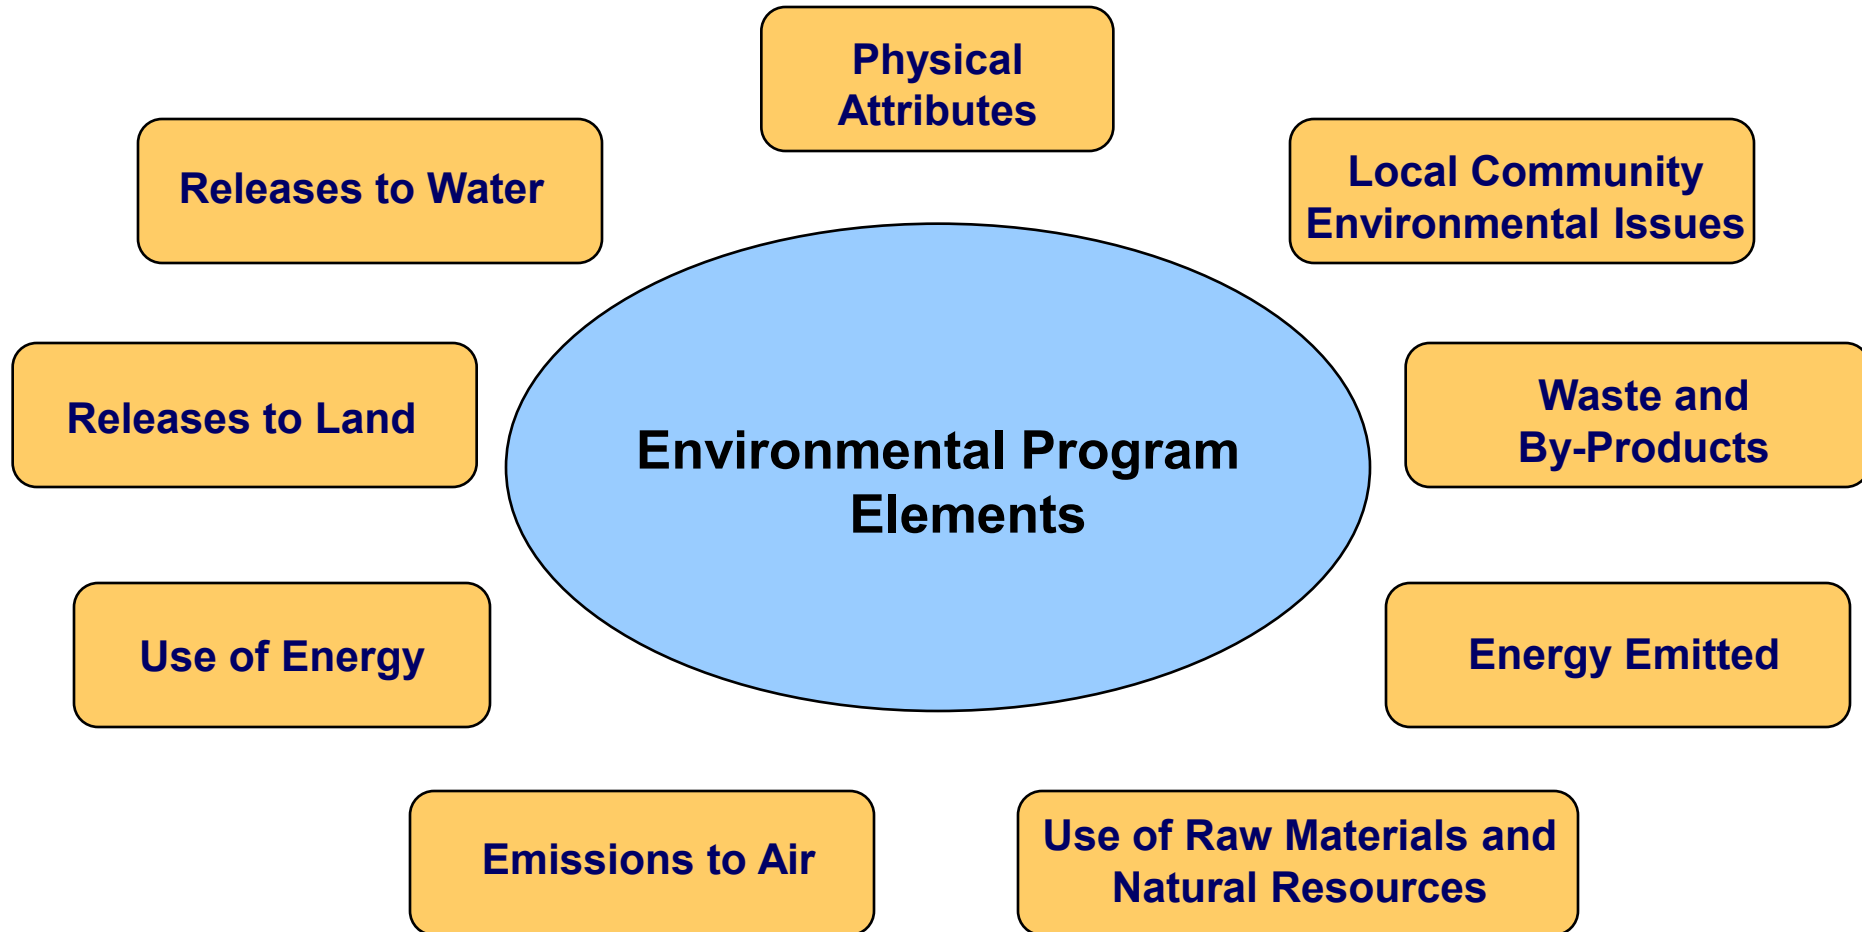 Physical
Attributes
Releases to Water
Local Community
Environmental Issues
Releases to Land
Environmental Program
Elements
Waste and
By-Products
Use of Energy
Energy Emitted
Emissions to Air
Use of Raw Materials and
Natural Resources